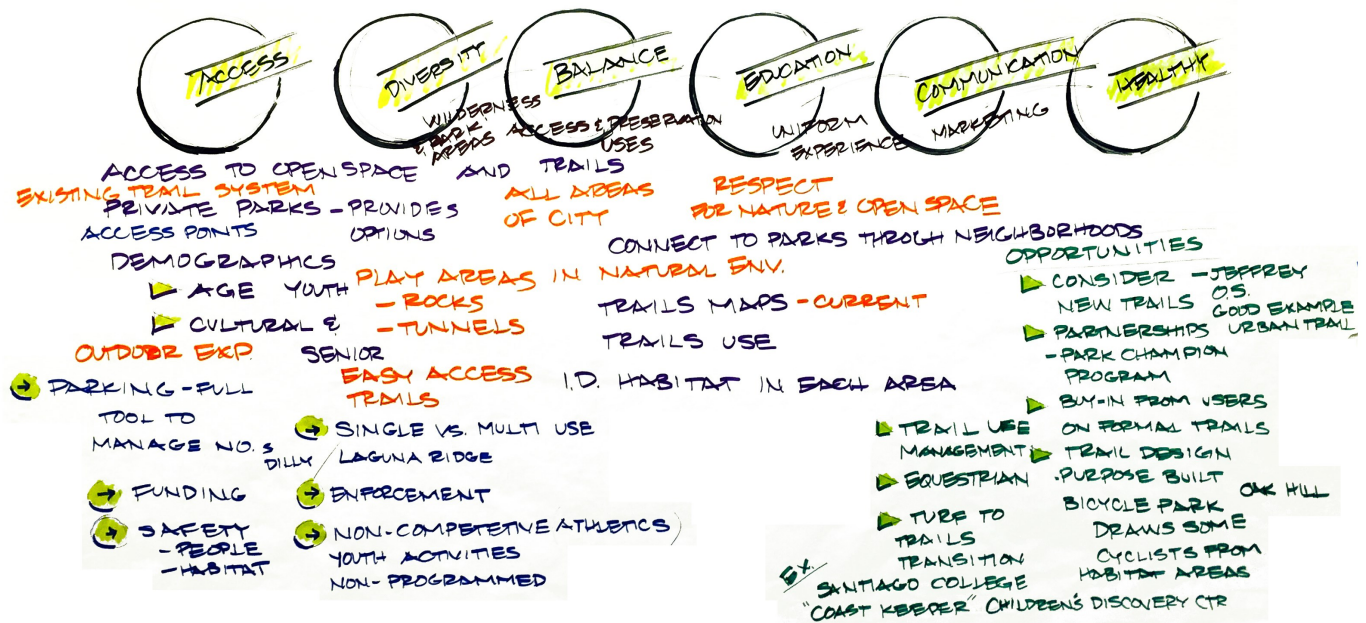 ACCESS
DIVERSITY
BALANCE
EDUCATION
COMMUNICATION
HEALTHY
WILDERNESS
& PARK
AREAS
ACCESS & PRESERVATION
USES
UNIFORM
EXPERIENCE
MARKETING
ACCESS TO OPEN SPACE AND TRAILS
EXISTING TRAIL SYSTEM
PRIVATE PARKS - PROVIDES
ACCESS POINTS
OPTIONS
ALL AREAS
OF CITY
RESPECT
FOR NATURE & OPEN SPACE
CONNECT TO PARKS THROGH NEIGHBORHOODS
DEMOGRAPHICS
AGE YOUTH
CULTURAL &
SENIOR
OUTDOOR EXP.
PLAY AREAS IN NATURAL ENV.
- ROCKS
- TUNNELS
TRAILS MAPS - CURRENT
TRAILS USE
EASY ACCESS
TRAILS
I.D. HABITAT IN EACH AREA
PARKING - FULL
TOOL TO
MANAGE NO.S
DILLY
FUNDING
SAFETY
- PEOPLE
- HABITAT
SINGLE VS. MULTI USE
LAGUNA RIDGE
ENFORCEMENT
NON-COMPETETIVE ATHLETICS)
YOUTH ACTIVITIES
NON-PROGRAMMED
OPPORTUNITIES
CONSIDER - JEFFREY
NEW TRAILS O.S.
GOOD EXAMPLE
URBAN TRAIL
PARTNERSHIPS
- PARK CHAMPION
PROGRAM
BUY-IN FROM USERS
ON FORMAL TRAILS
TRAIL DESIGN
. PURPOSE BUILT
BICYCLE PARK OAK HILL
DRAWS SOME
CYCLISTS FROM
HABITAT AREAS
TRAIL USE
MANAGEMENT
EQUESTRIAN
TURF TO
TRAILS
TRANSITION
EX.
SANTIAGO COLLEGE
"COAST KEEPER" CHILDREN'S DISCOVERY CTR